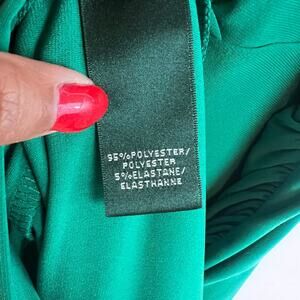 95%POLYESTER/
POLYESTER
5%ELASTANE/
ELASTHANNE